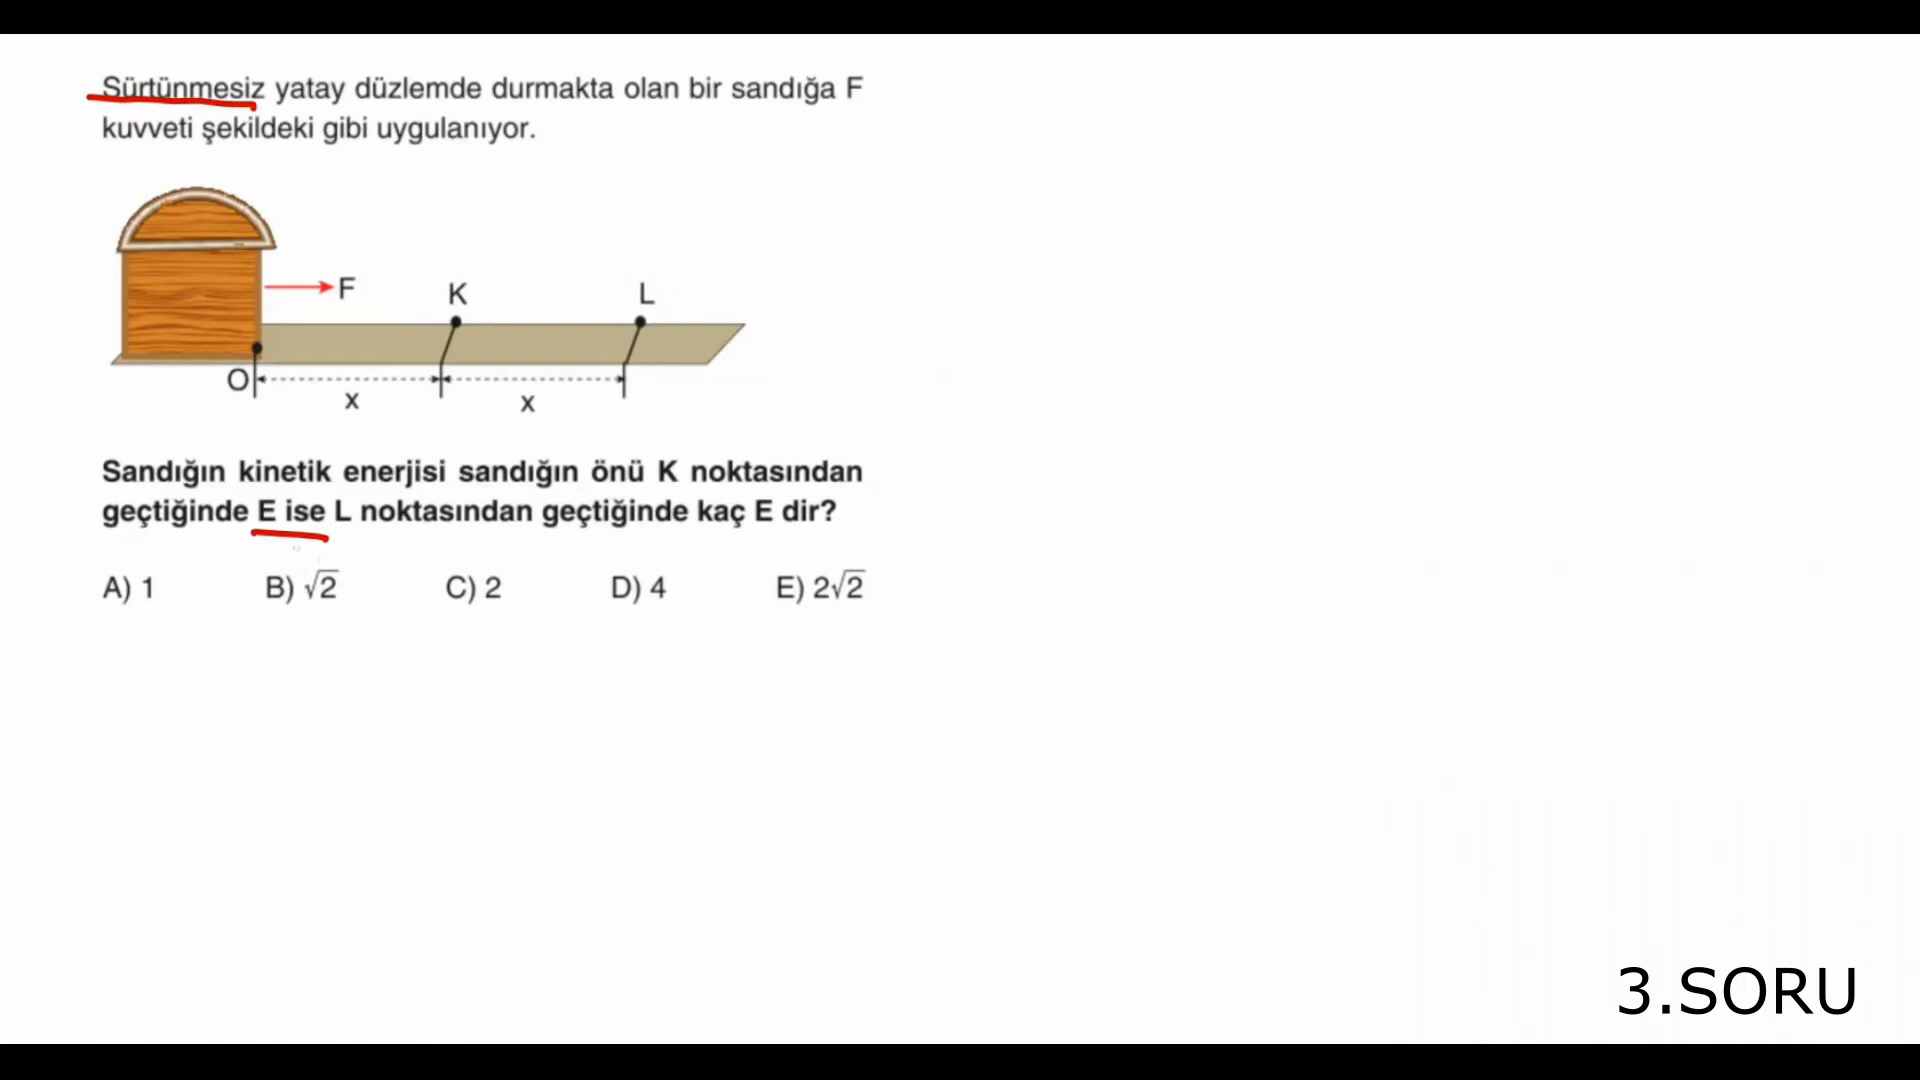 Sürtünmesiz yatay düzlemde durmakta olan bir sandığa F
kuvveti şekildeki gibi uygulanıyor.
F
K
L
O
x
x
Sandığın kinetik enerjisi sandığın önü K noktasından
geçtiğinde E ise L noktasından geçtiğinde kaç E dir?
A) 1 B) √2 C) 2 D) 4 E) 2√2
3.SORU